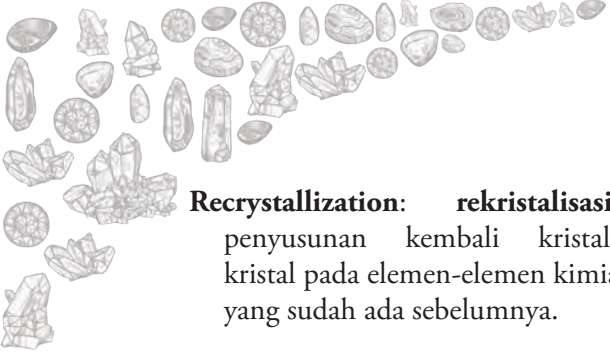 Recrystallization: rekristalisasi
penyusunan kembali kristal
kristal pada elemen-elemen kimia
yang sudah ada sebelumnya.